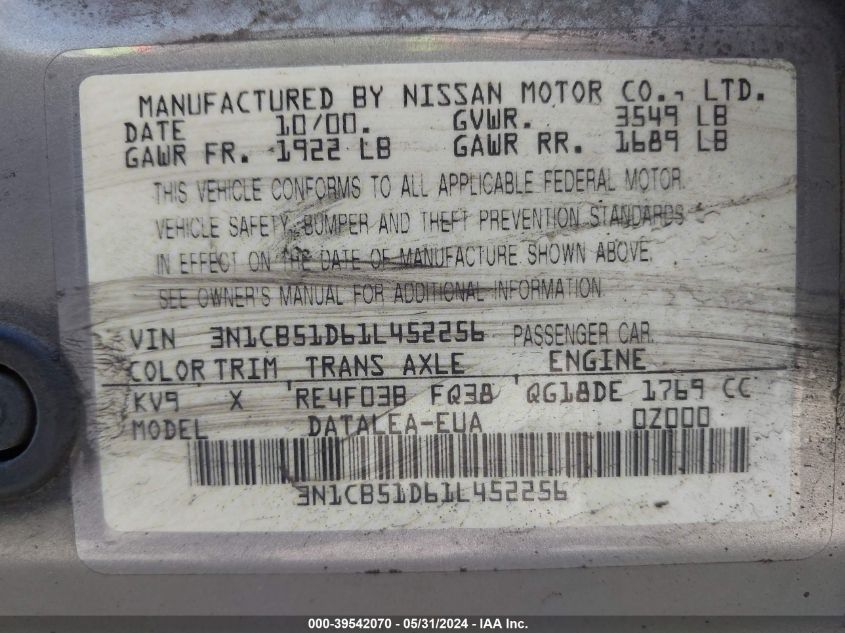 MANUFACTURED BY NISSAN MOTOR CO., LTD.
DATE 10/00. GVWR. 3549 LB
GAWR FR. 1922 LB GAWR RR. 1689 LB
THIS VEHICLE CONFORMS TO ALL APPLICABLE FEDERAL MOTOR
VEHICLE SAFETY, BUMPER AND THEFT PREVENTION STANDARDS
IN EFFECT ON THE DATE OF MANUFACTURE SHOWN ABOVE.
SEE OWNER'S MANUAL FOR ADDITIONAL INFORMATION
VIN 3N1CB51D61L452256 PASSENGER CAR.
COLOR TRIM TRANS AXLE ENGINE
KV9 X RE4F03B FQ38 QG18DE 1769 CC
MODEL DATALEA-EUA 0Z000
3N1CB51D61L452256
000-39542070 - 05/31/2024 - IAA Inc.